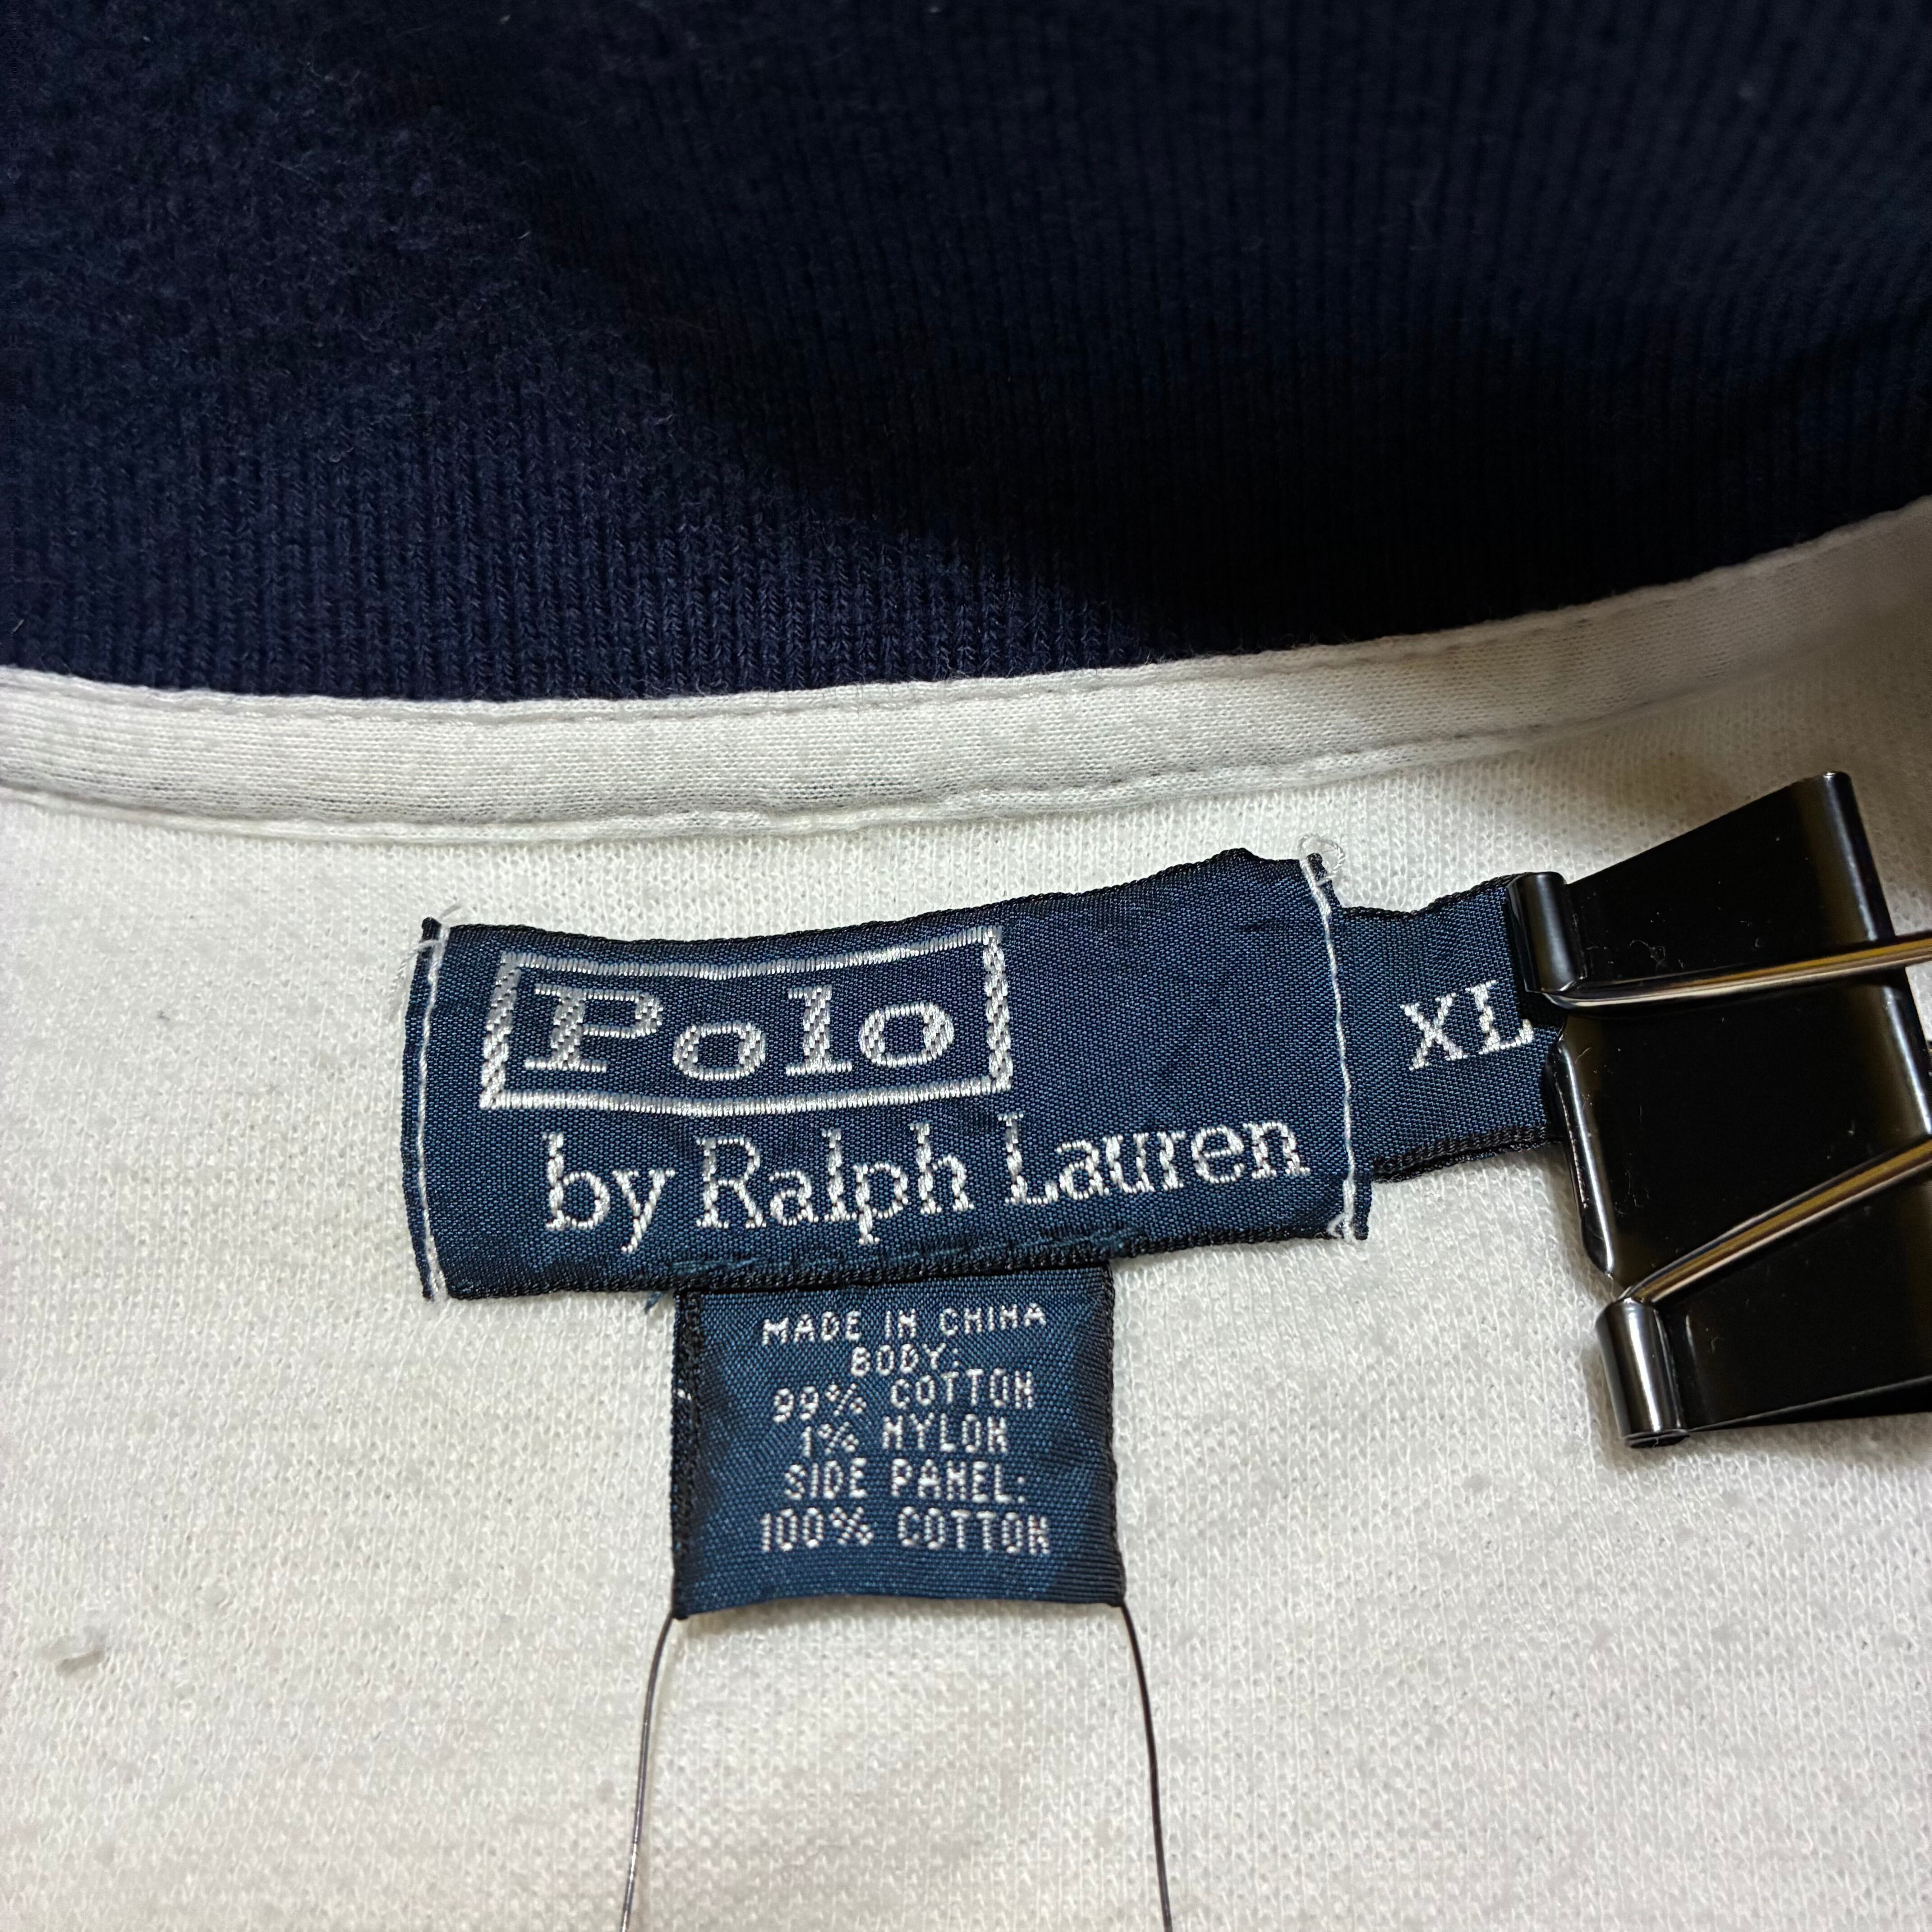 Polo
by Ralph Lauren
XL
MADE IN CHINA
BODY:
99% COTTON
1% NYLON
SIDE PANEL:
100% COTTON